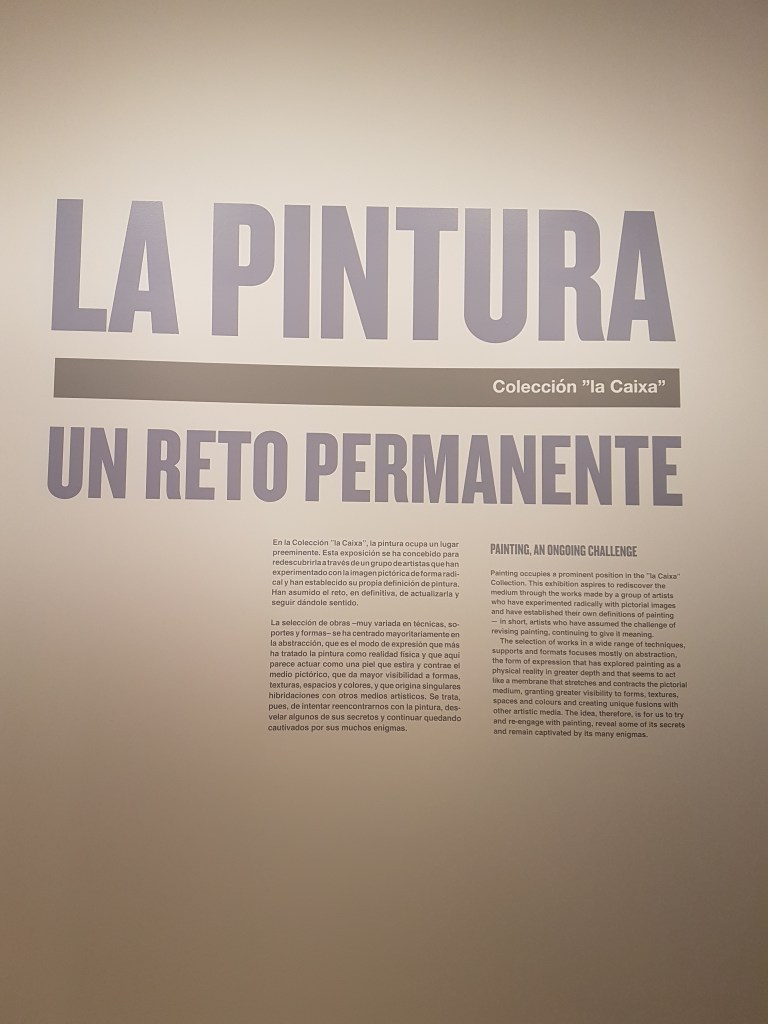 LA PINTURA
Colección "la Caixa"
UN RETO PERMANENTE
En la Colección "la Caixa", la pintura ocupa un lugar
preeminente. Esta exposición se ha concebido para
redescubrirla a través de un grupo de artistas que han
experimentado con la imagen pictórica de forma radi-
cal y han establecido su propia definición de pintura.
Han asumido el reto, en definitiva, de actualizarla y
seguir dándole sentido.
La selección de obras –muy variada en técnicas, so-
portes y formas– se ha centrado mayoritariamente en
la abstracción, que es el modo de expresión que más
ha tratado la pintura como realidad física y que aquí
parece actuar como una piel que estira y contrae el
medio pictórico, que da mayor visibilidad a formas,
texturas, espacios y colores, y que origina singulares
hibridaciones con otros medios artísticos. Se trata,
pues, de intentar reencontrarnos con la pintura, des-
velar algunos de sus secretos y continuar quedando
cautivados por sus muchos enigmas.
PAINTING, AN ONGOING CHALLENGE
Painting occupies a prominent position in the "la Caixa"
Collection. This exhibition aspires to rediscover the
medium through the works made by a group of artists
who have experimented radically with pictorial images
and have established their own definitions of painting
— in short, artists who have assumed the challenge of
revising painting, continuing to give it meaning.
The selection of works in a wide range of techniques,
supports and formats focuses mostly on abstraction,
the form of expression that has explored painting as a
physical reality in greater depth and that seems to act
like a membrane that stretches and contracts the pictorial
medium, granting greater visibility to forms, textures,
spaces and colours and creating unique fusions with
other artistic media. The idea, therefore, is for us to try
and re-engage with painting, reveal some of its secrets
and remain captivated by its many enigmas.